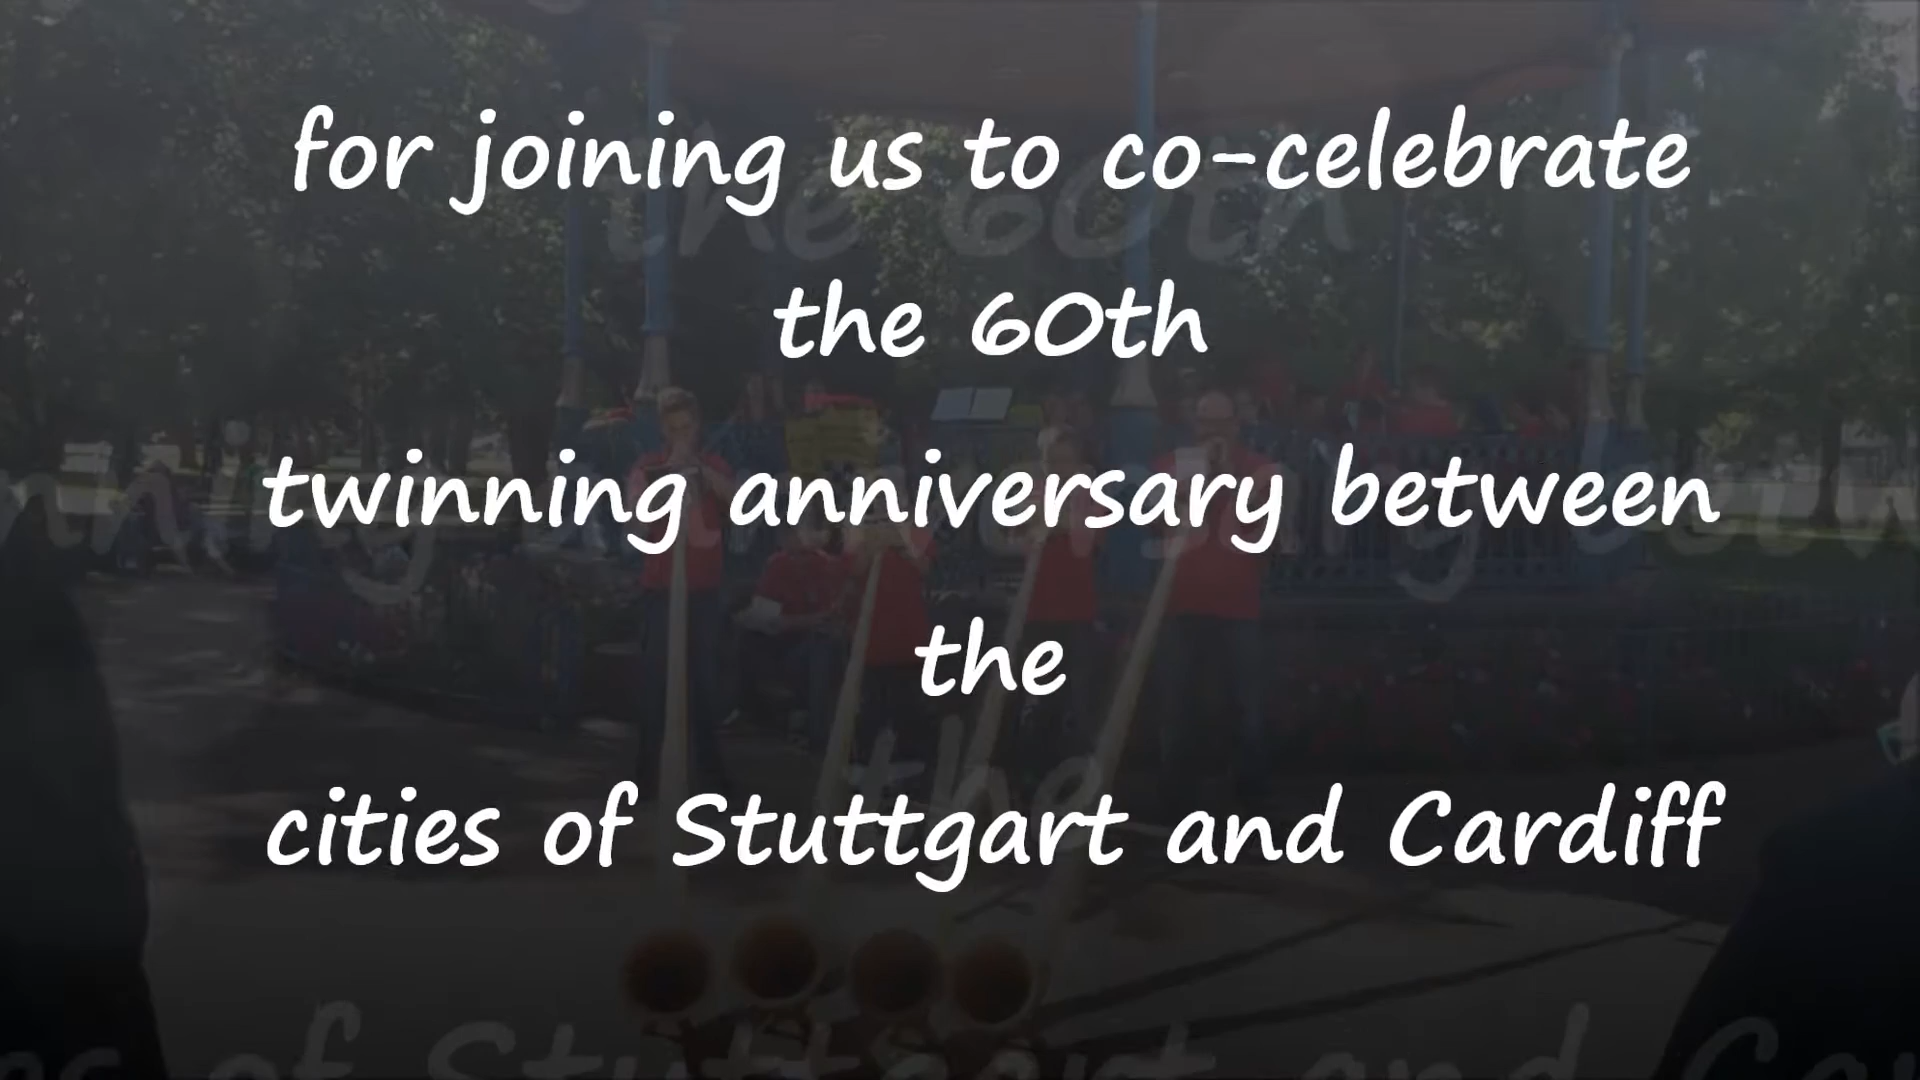 for joining us to co-celebrate
the 60th
twinning anniversary between
the
cities of Stuttgart and Cardiff